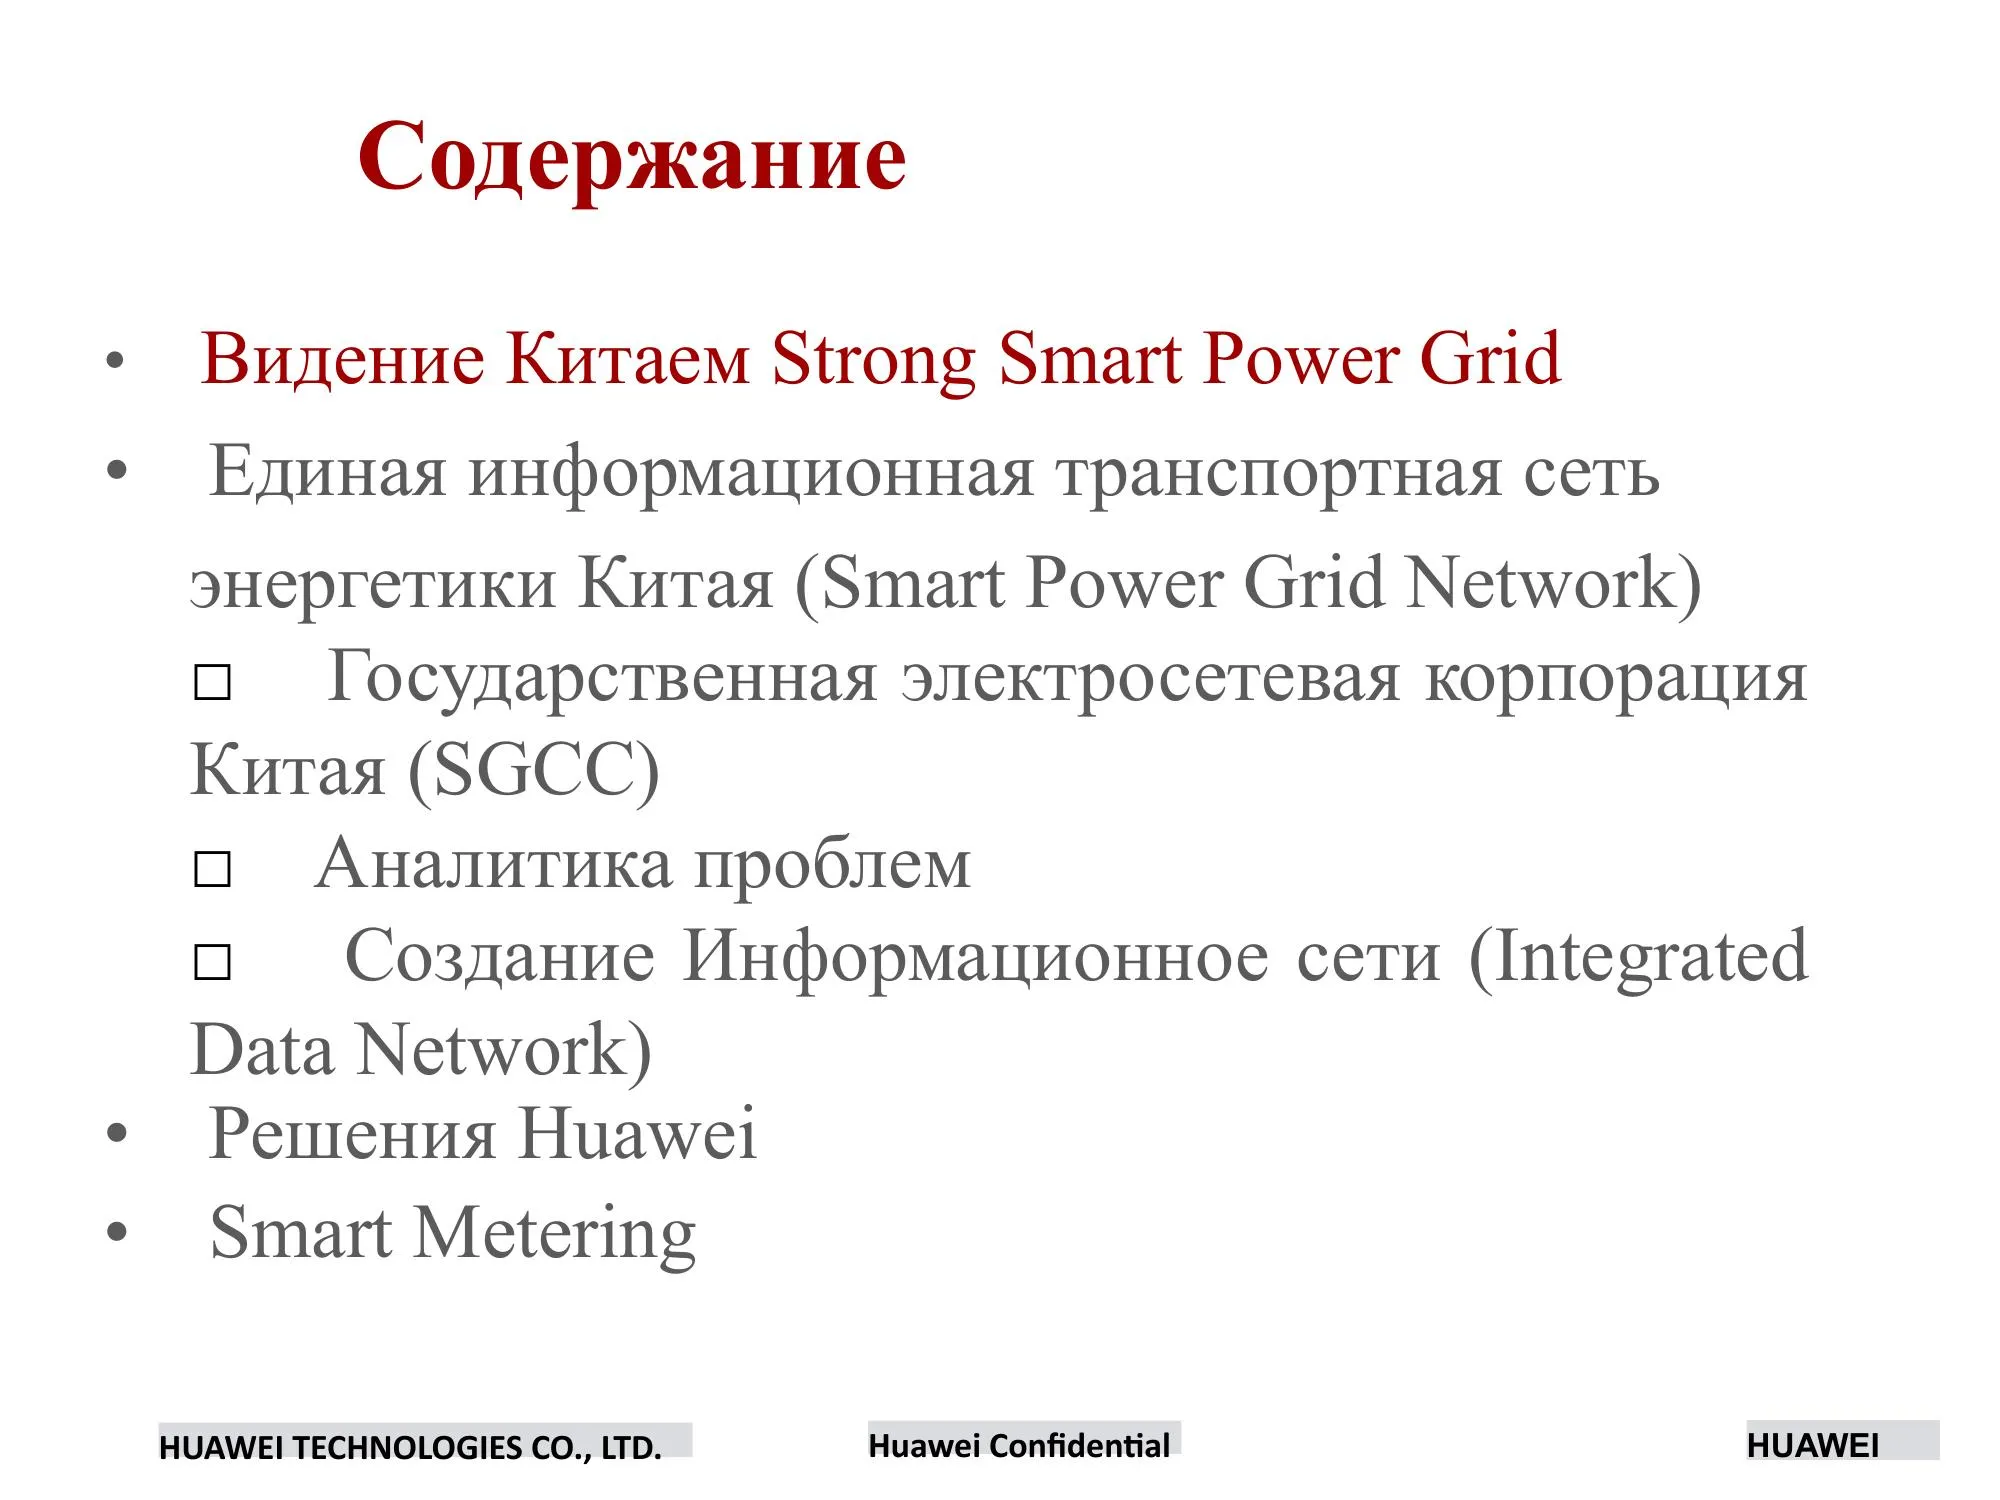 Содержание
• Видение Китаем Strong Smart Power Grid
• Единая информационная транспортная сеть
энергетики Китая (Smart Power Grid Network)
□ Государственная электросетевая корпорация
Китая (SGCC)
□ Аналитика проблем
□ Создание Информационное сети (Integrated
Data Network)
• Решения Huawei
• Smart Metering
HUAWEI TECHNOLOGIES CO., LTD. Huawei Confidential HUAWEI